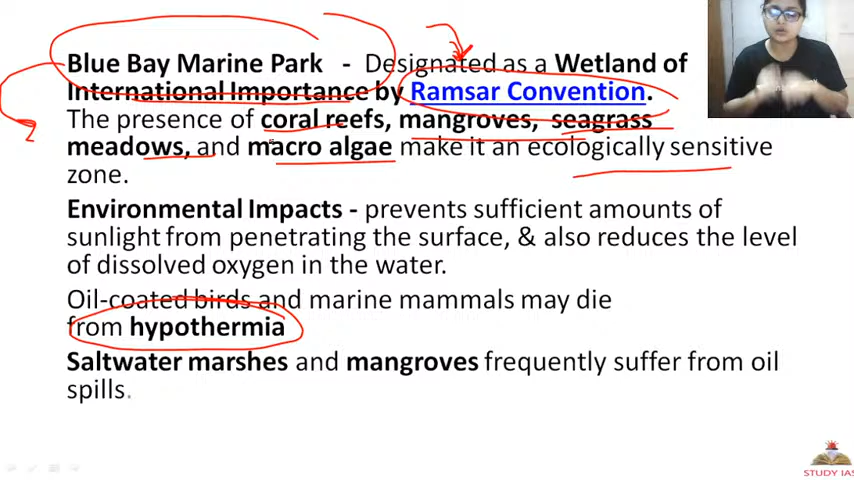 Blue Bay Marine Park - Designated as a Wetland of
International Importance by Ramsar Convention.
The presence of coral reefs, mangroves, seagrass
meadows, and macro algae make it an ecologically sensitive
zone.
Environmental Impacts - prevents sufficient amounts of
sunlight from penetrating the surface, & also reduces the level
of dissolved oxygen in the water.
Oil-coated birds and marine mammals may die
from hypothermia
Saltwater marshes and mangroves frequently suffer from oil
spills.
STUDY IAS